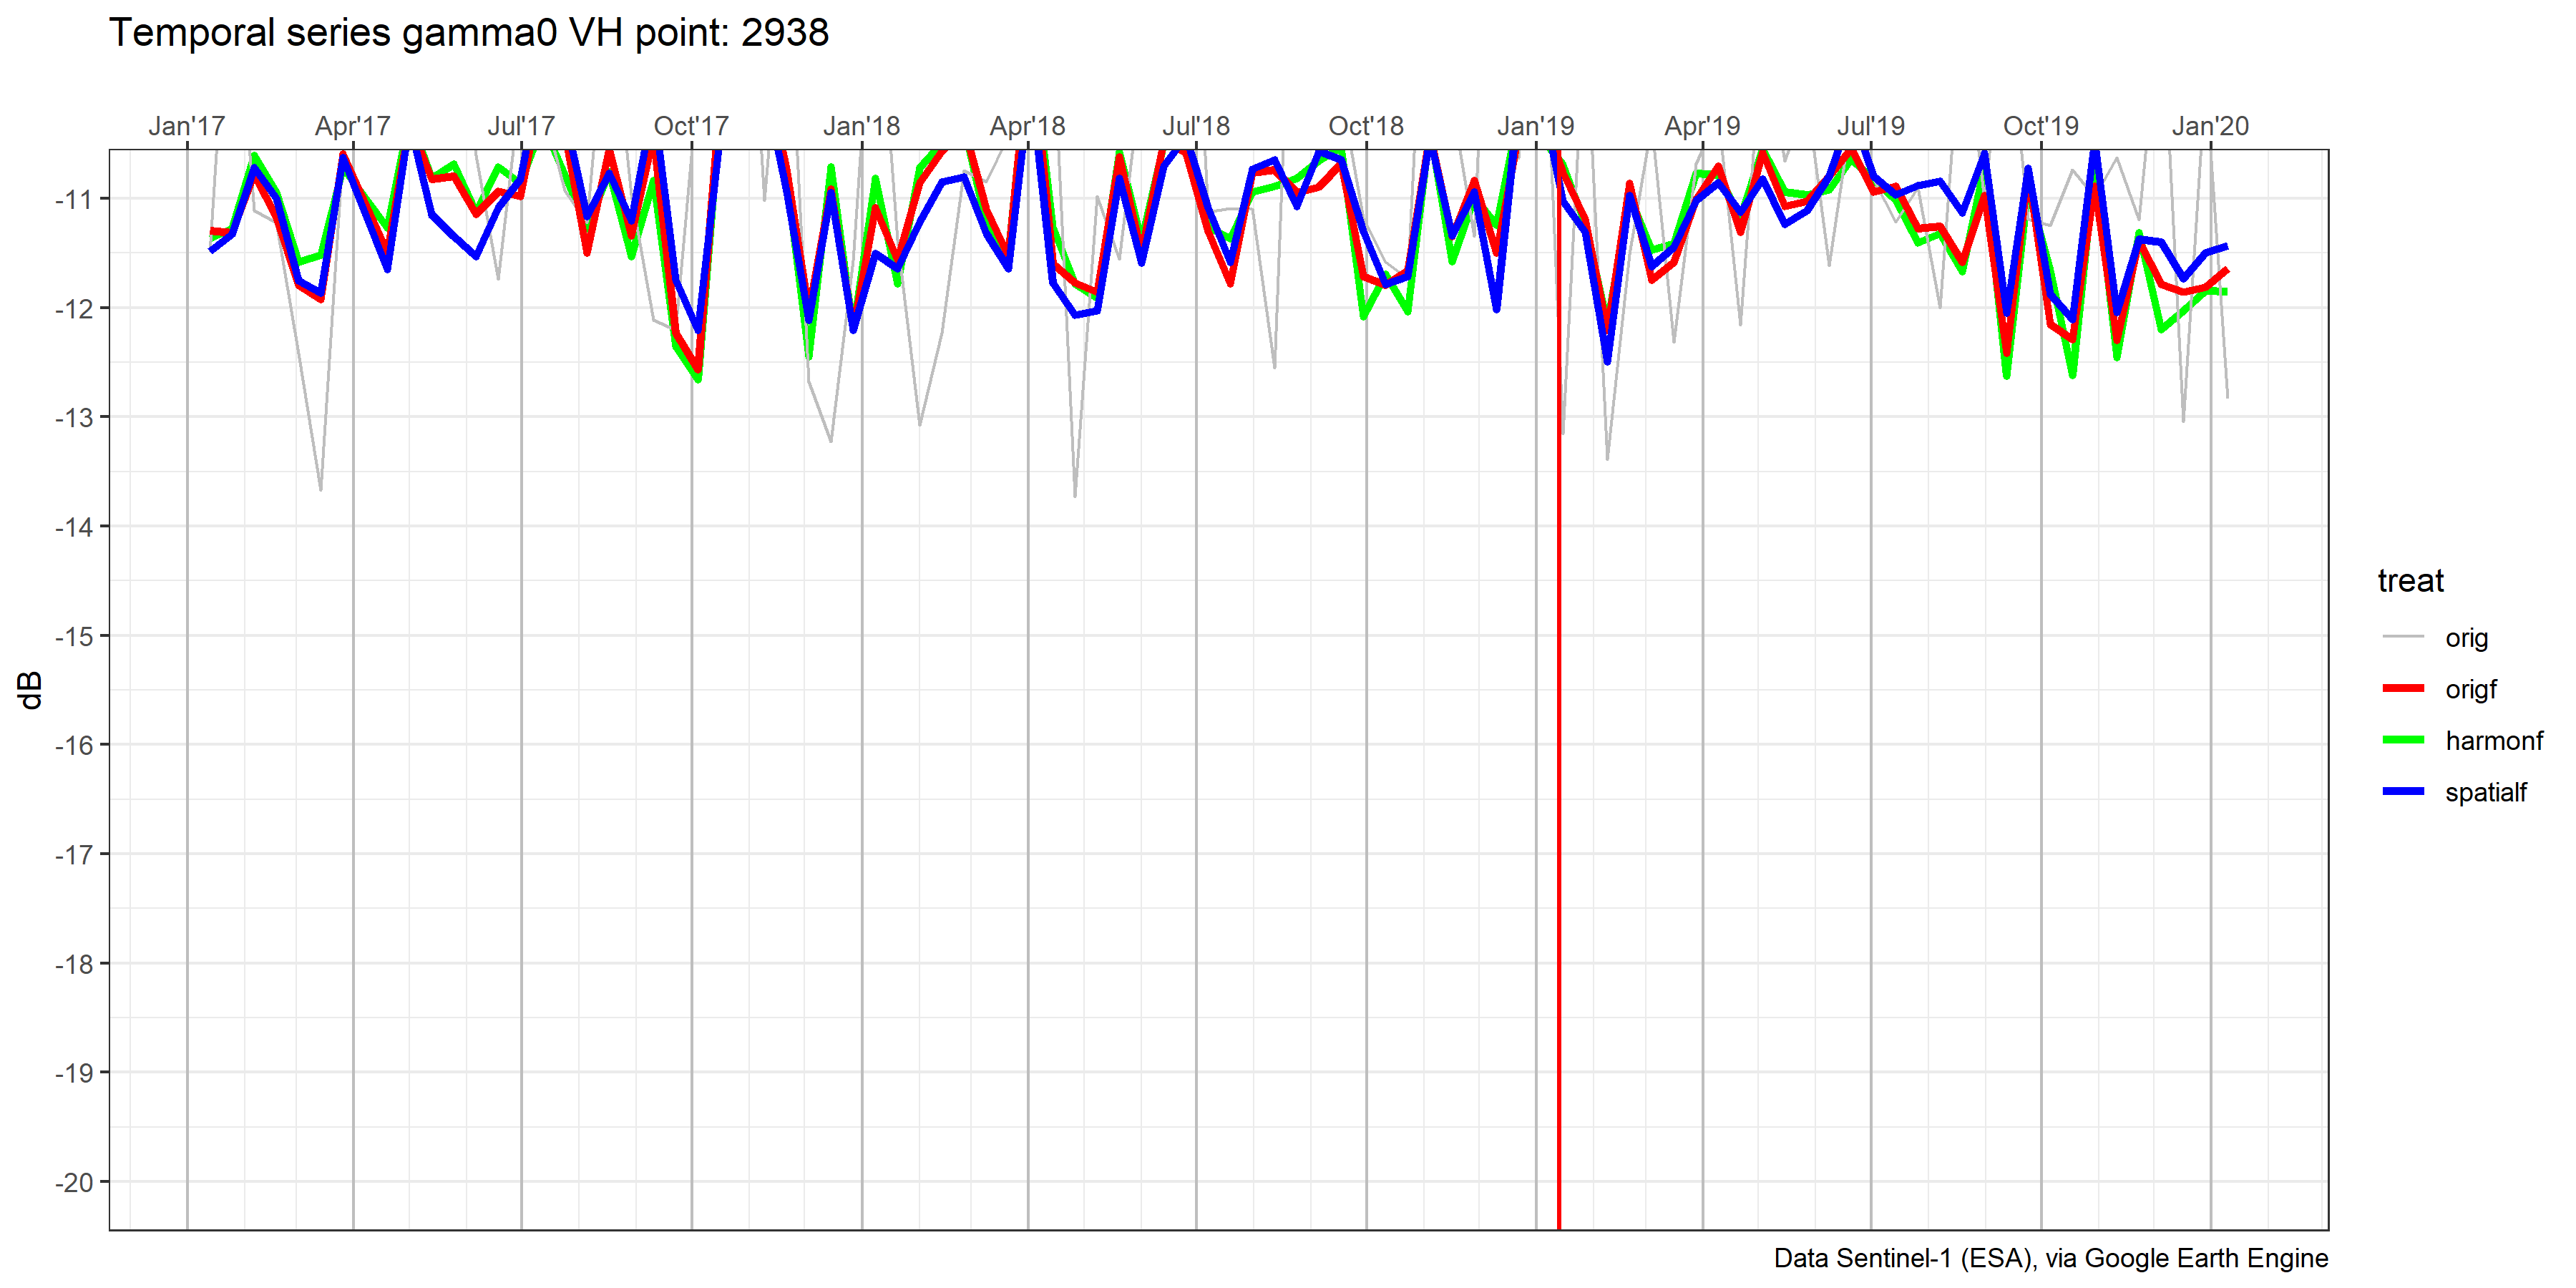 Temporal series gamma0 VH point: 2938
Jan'17 Apr'17 Jul'17 Oct'17 Jan'18 Apr'18 Jul'18 Oct'18 Jan'19 Apr'19 Jul'19 Oct'19 Jan'20
-11
-12
-13
-14
-15
-16
-17
-18
-19
-20
dB
treat
orig
origf
harmonf
spatialf
Data Sentinel-1 (ESA), via Google Earth Engine